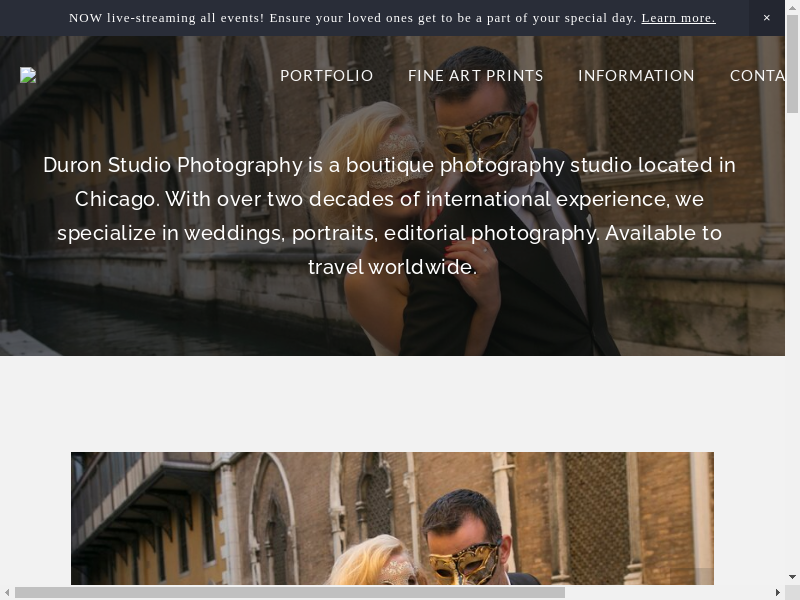 NOW live-streaming all events! Ensure your loved ones get to be a part of your special day. Learn more. ×
PORTFOLIO FINE ART PRINTS INFORMATION CONTA
Duron Studio Photography is a boutique photography studio located in
Chicago. With over two decades of international experience, we
specialize in weddings, portraits, editorial photography. Available to
travel worldwide.